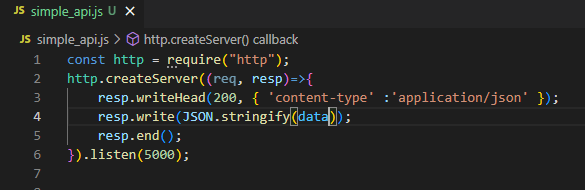 JS simple_api.js U
JS simple_api.js > http.createServer() callback
1 const http = require("http");
2 http.createServer((req, resp)=>{
3 resp.writeHead(200, { 'content-type' :'application/json' });
4 resp.write(JSON.stringify(data));
5 resp.end();
6 }).listen(5000);
7